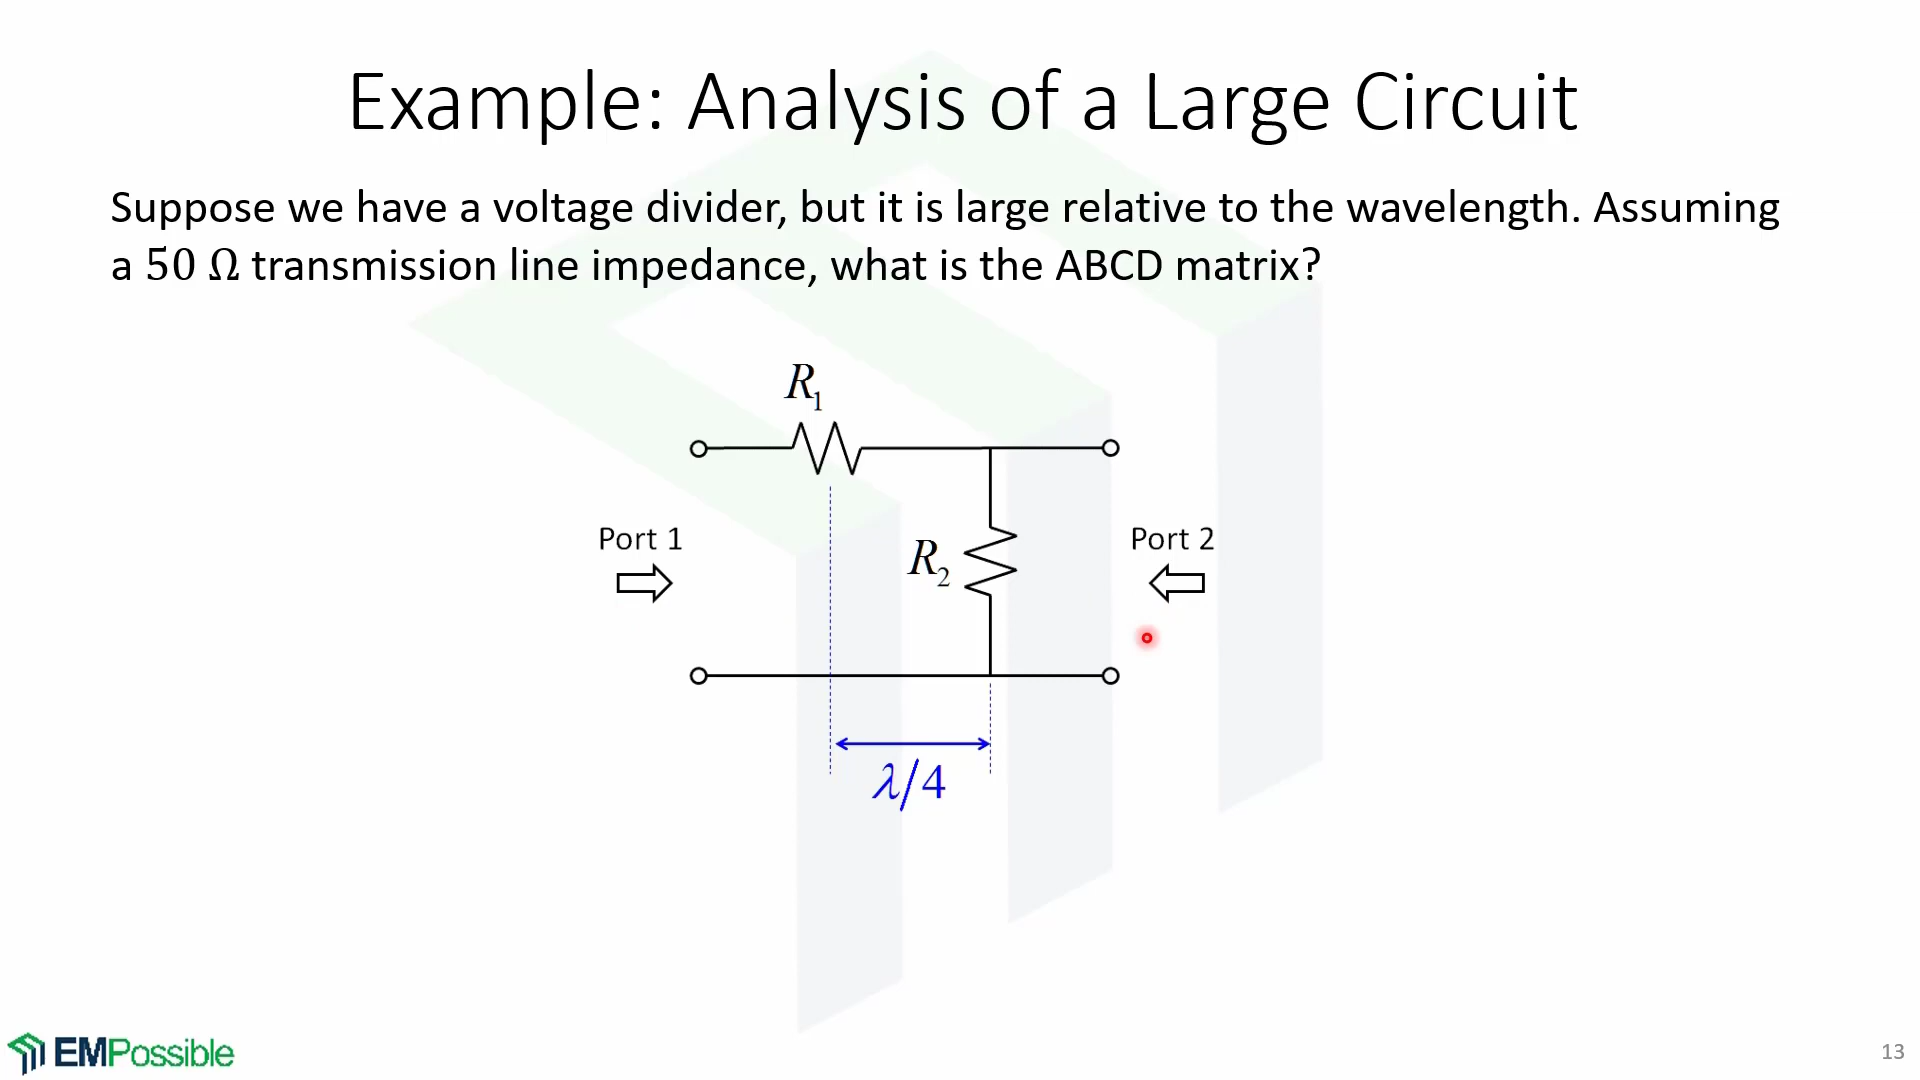 Example: Analysis of a Large Circuit
Suppose we have a voltage divider, but it is large relative to the wavelength. Assuming
a 50 Ω transmission line impedance, what is the ABCD matrix?
R₁
Port 1
R₂
Port 2
λ/4
EMPossible
13